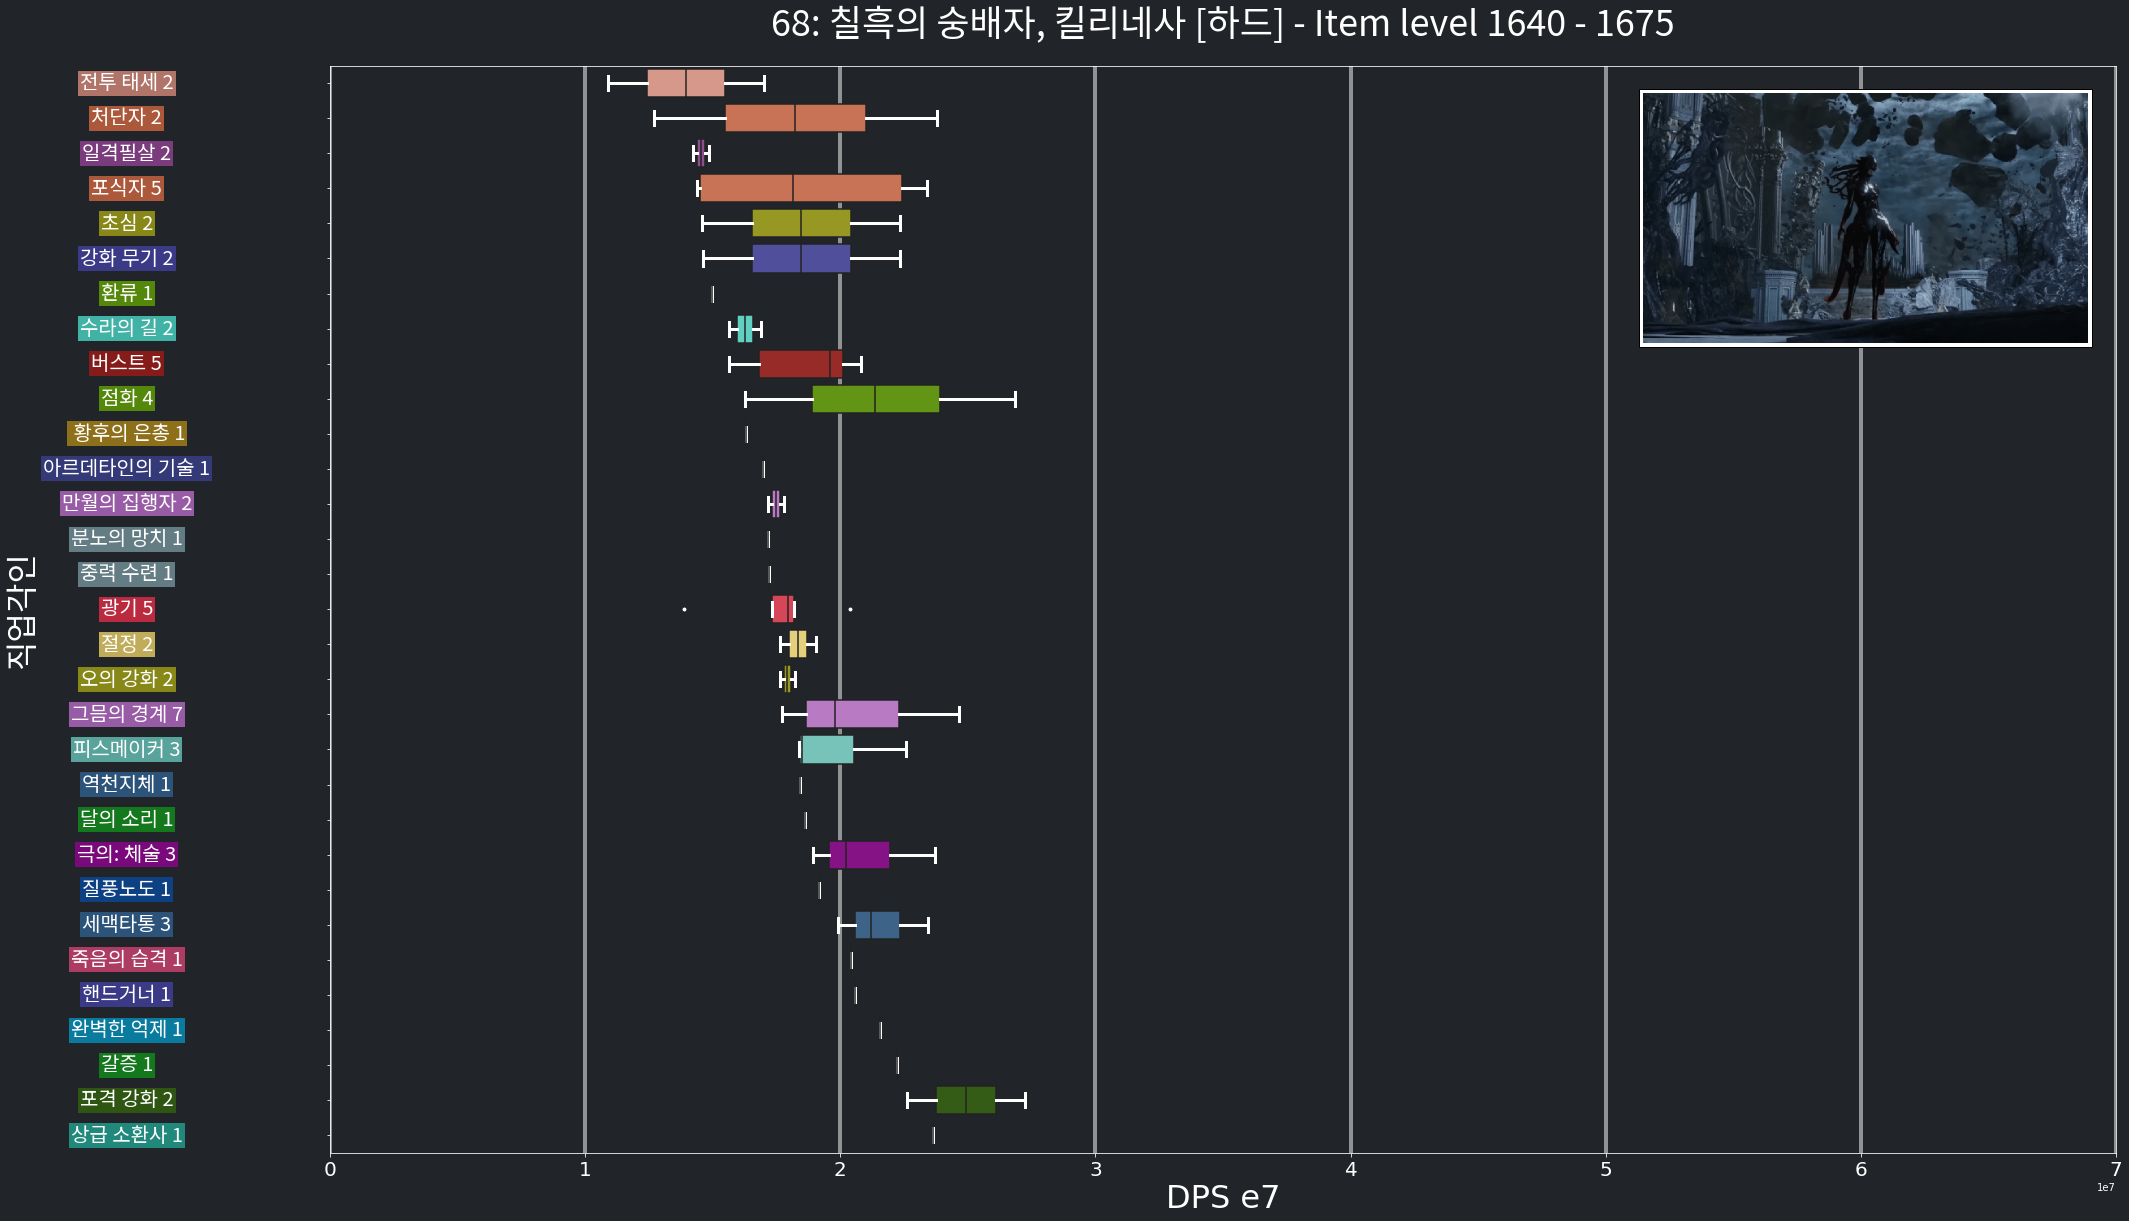 68: 칠흑의 숭배자, 킬리네사 [하드] - Item level 1640 - 1675
전투 태세 2
처단자 2
일격필살 2
포식자 5
초심 2
강화 무기 2
환류 1
수라의 길 2
버스트 5
점화 4
황후의 은총 1
아르데타인의 기술 1
만월의 집행자 2
분노의 망치 1
중력 수련 1
광기 5
절정 2
오의 강화 2
그믐의 경계 7
피스메이커 3
역천지체 1
달의 소리 1
극의: 체술 3
질풍노도 1
세맥타통 3
죽음의 습격 1
핸드거너 1
완벽한 억제 1
갈증 1
포격 강화 2
상급 소환사 1
직업각인
0 1 2 3 4 5 6 7
1e7
DPS e7